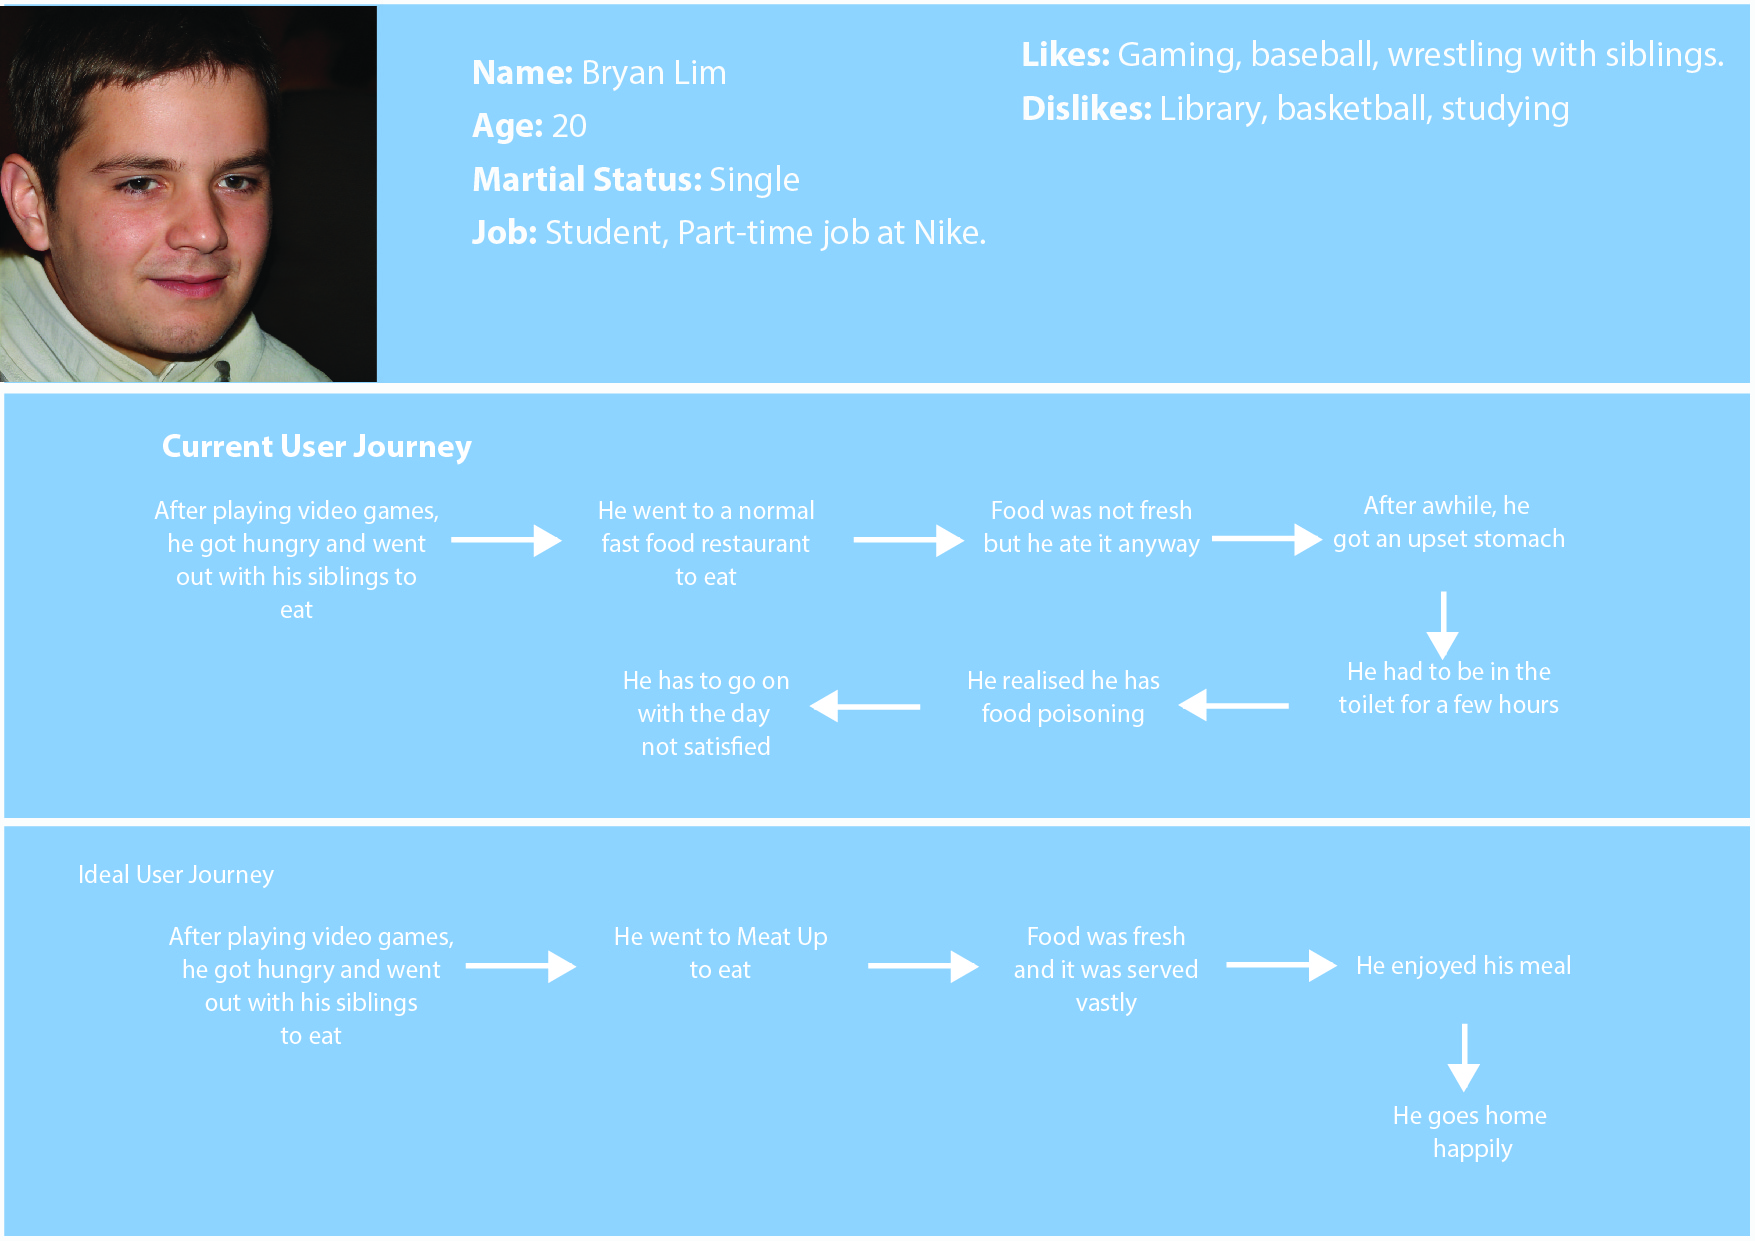 Name: Bryan Lim
Age: 20
Martial Status: Single
Job: Student, Part-time job at Nike.
Likes: Gaming, baseball, wrestling with siblings.
Dislikes: Library, basketball, studying
Current User Journey
After playing video games,
he got hungry and went
out with his siblings to
eat
He went to a normal
fast food restaurant
to eat
Food was not fresh
but he ate it anyway
After awhile, he
got an upset stomach
He had to be in the
toilet for a few hours
He realised he has
food poisoning
He has to go on
with the day
not satisfied
Ideal User Journey
After playing video games,
he got hungry and went
out with his siblings
to eat
He went to Meat Up
to eat
Food was fresh
and it was served
vastly
He enjoyed his meal
He goes home
happily